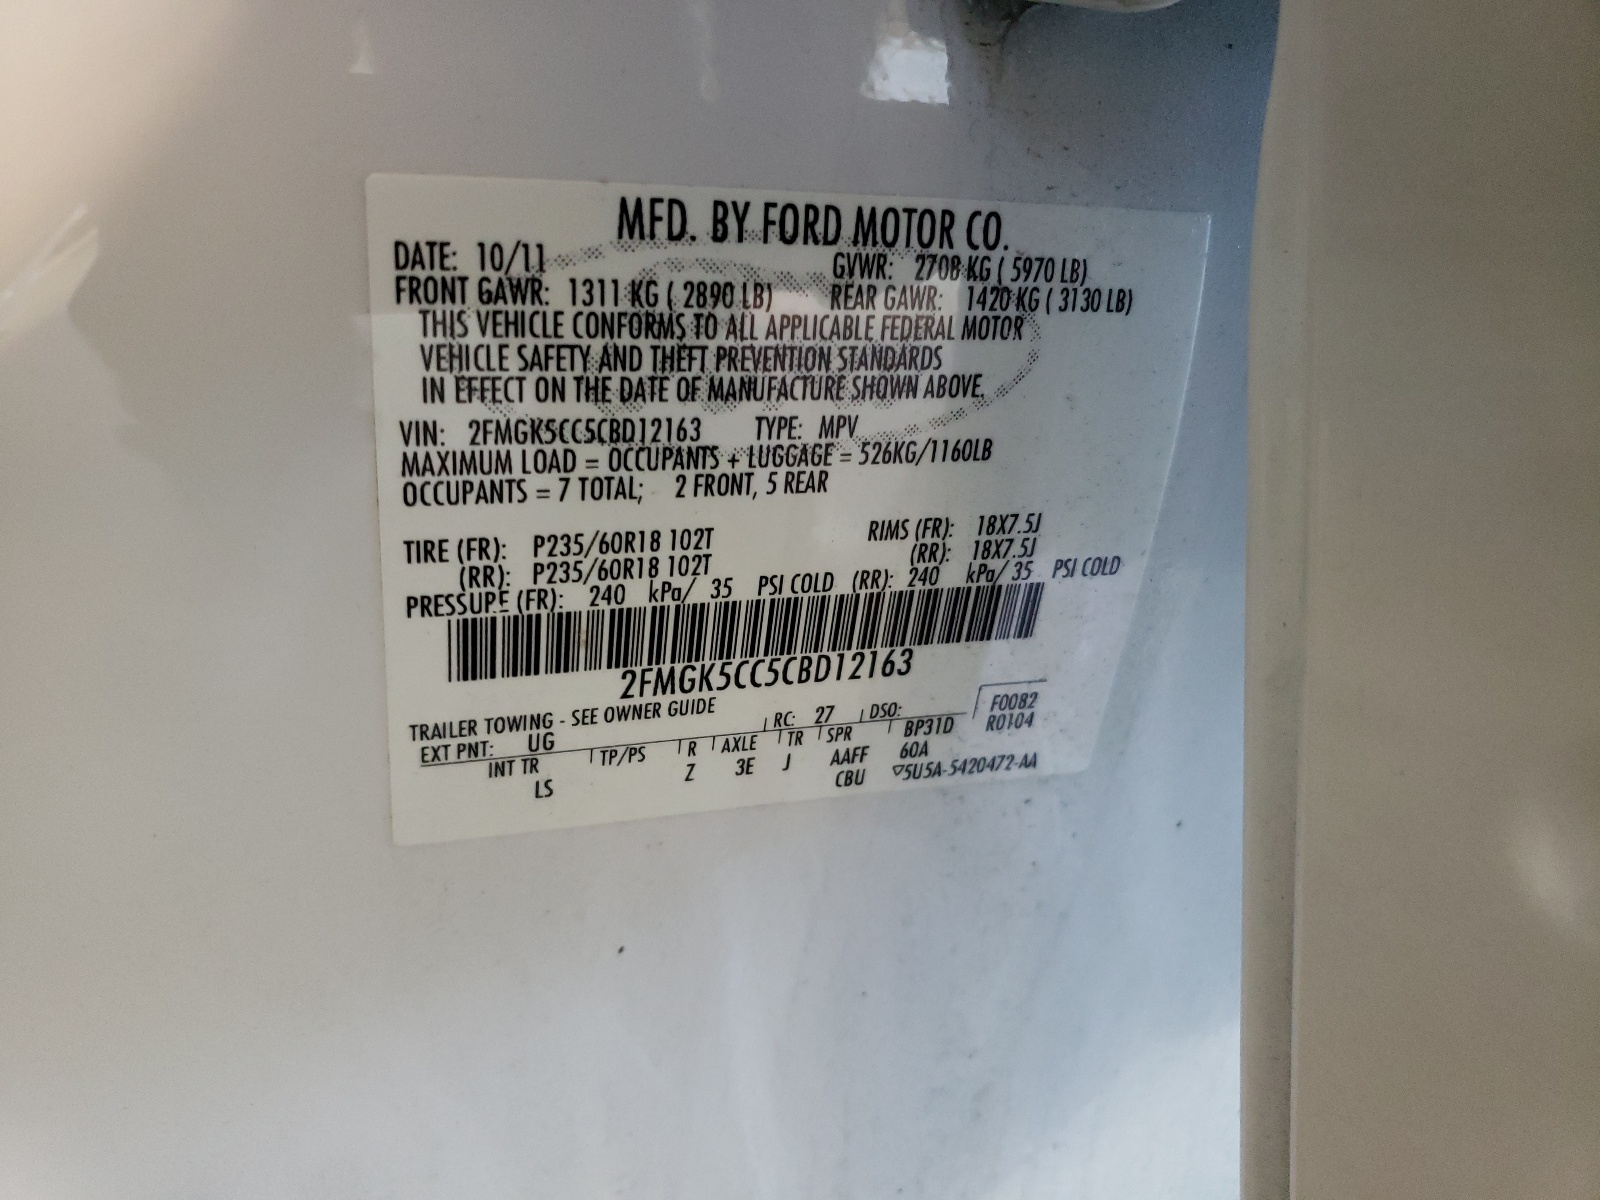 MFD. BY FORD MOTOR CO.
DATE: 10/11 GVWR: 2708 KG ( 5970 LB)
FRONT GAWR: 1311 KG ( 2890 LB) REAR GAWR: 1420 KG ( 3130 LB)
THIS VEHICLE CONFORMS TO ALL APPLICABLE FEDERAL MOTOR
VEHICLE SAFETY AND THEFT PREVENTION STANDARDS
IN EFFECT ON THE DATE OF MANUFACTURE SHOWN ABOVE.
VIN: 2FMGK5CC5CBD12163 TYPE: MPV
MAXIMUM LOAD = OCCUPANTS + LUGGAGE = 526KG/1160LB
OCCUPANTS = 7 TOTAL; 2 FRONT, 5 REAR
TIRE (FR): P235/60R18 102T RIMS (FR): 18X7.5J
(RR): P235/60R18 102T (RR): 18X7.5J
PRESSURE (FR): 240 kPa/ 35 PSI COLD (RR): 240 kPa/ 35 PSI COLD
2FMGK5CC5CBD12163
TRAILER TOWING - SEE OWNER GUIDE
F0082
R0104
EXT PNT: UG RC: 27 DSO:
INT TR TP/PS R AXLE TR SPR BP31D
LS Z 3E J AAFF 60A
CBU ▽5U5A-5420472-AA